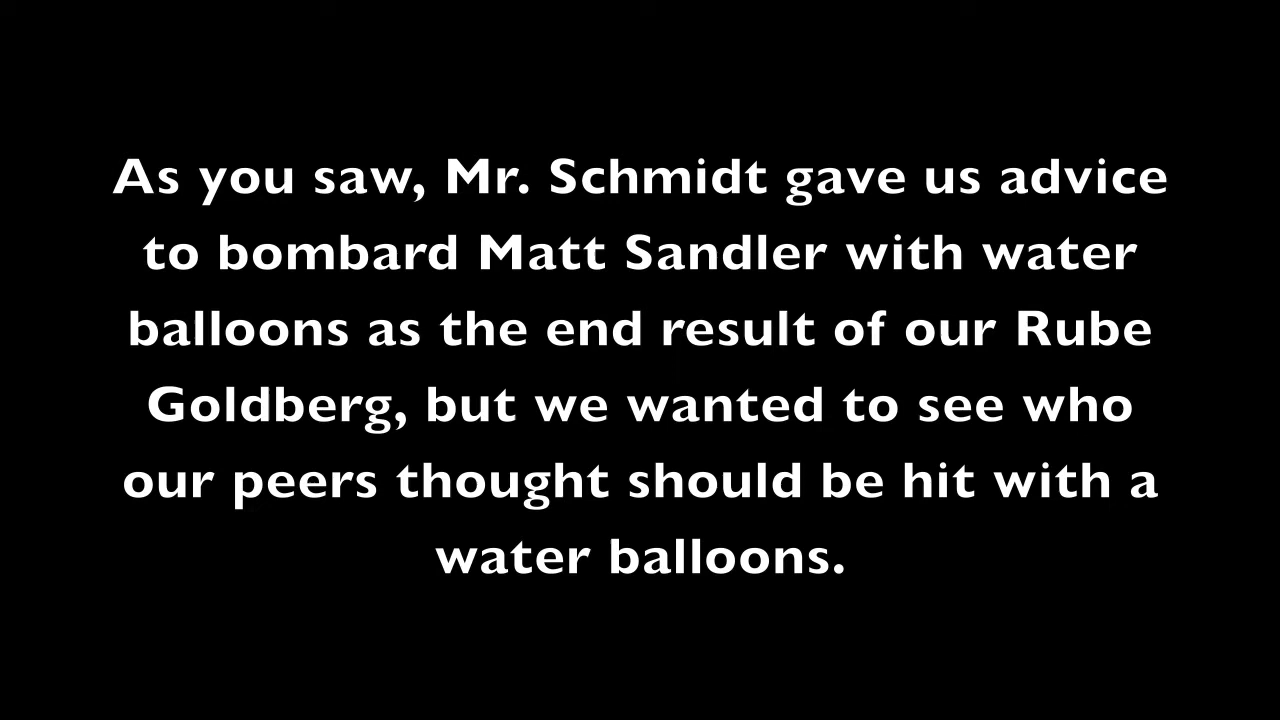 As you saw, Mr. Schmidt gave us advice
to bombard Matt Sandler with water
balloons as the end result of our Rube
Goldberg, but we wanted to see who
our peers thought should be hit with a
water balloons.